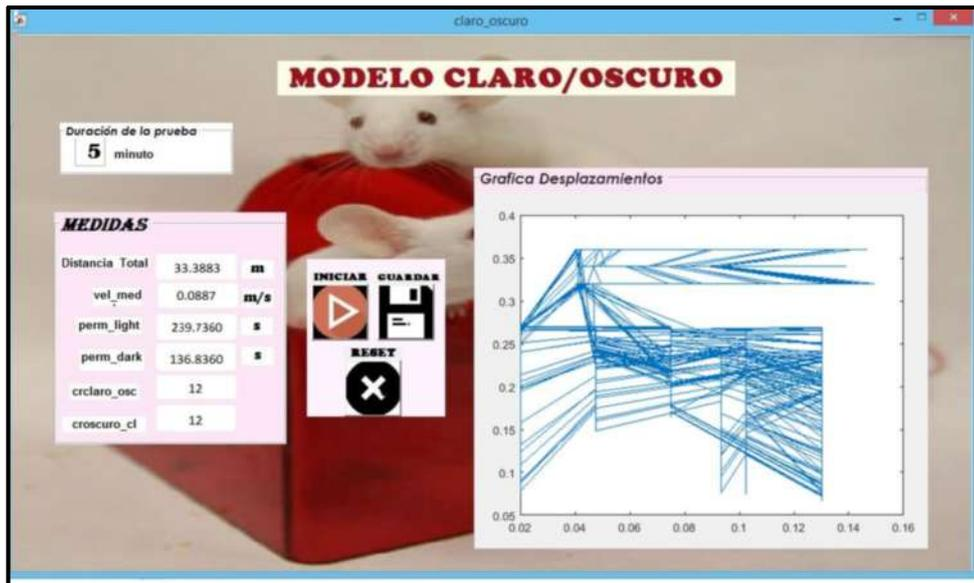 claro_oscuro
MODELO CLARO/OSCURO
Duración de la prueba
5 minuto
MEDIDAS
Distancia Total 33.3883 m
vel_med 0.0887 m/s
perm_light 239.7360 s
perm_dark 136.8360 s
crclaro_osc 12
croscuro_cl 12
INICIAR GUARDAR
RESET
Grafica Desplazamientos
0.4
0.35
0.3
0.25
0.2
0.15
0.1
0.05
0.02 0.04 0.06 0.08 0.1 0.12 0.14 0.16